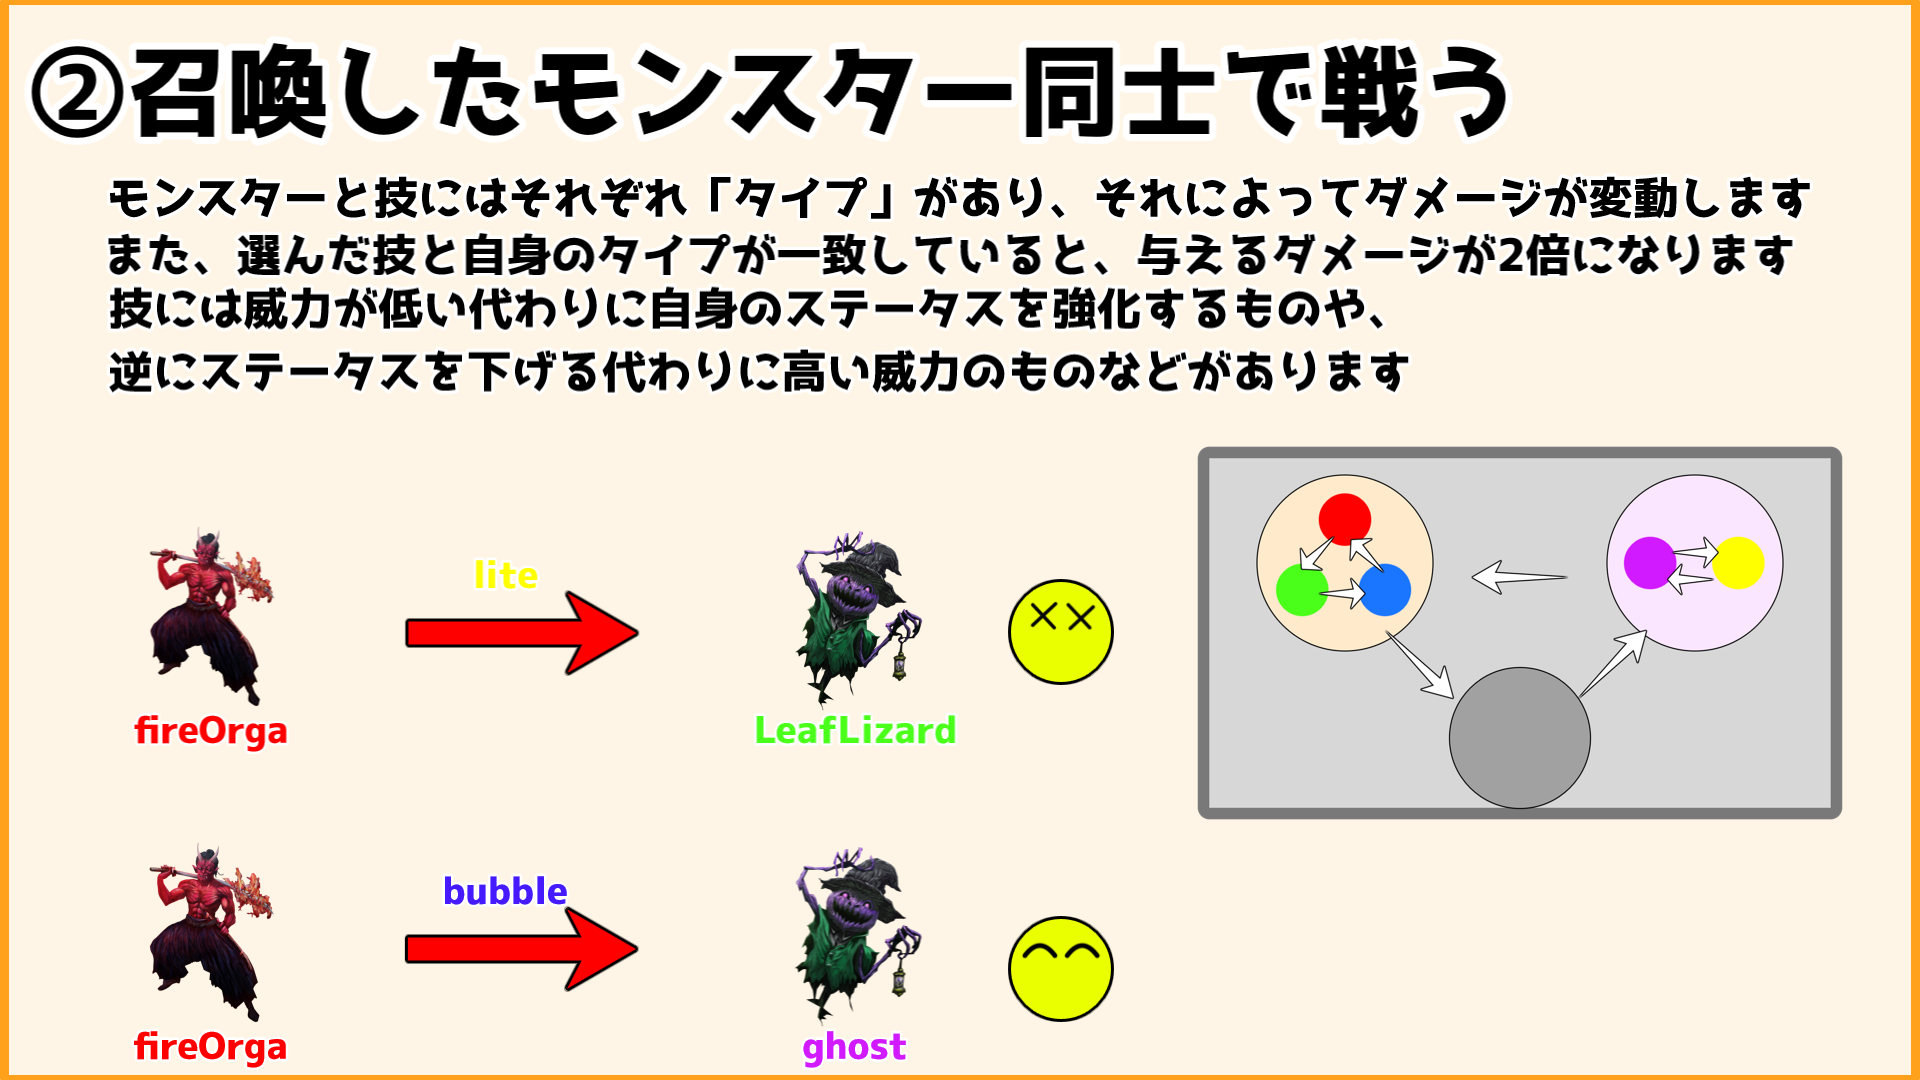 ②召喚したモンスター同士で戦う
モンスターと技にはそれぞれ「タイプ」があり、それによってダメージが変動します
また、選んだ技と自身のタイプが一致していると、与えるダメージが2倍になります
技には威力が低い代わりに自身のステータスを強化するものや、
逆にステータスを下げる代わりに高い威力のものなどがあります
lite
fireOrga
LeafLizard
bubble
fireOrga
ghost